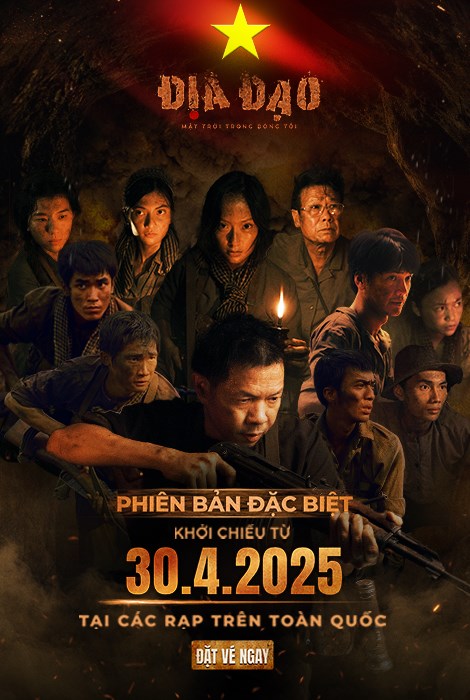 ĐỊA ĐẠO
MẶT TRỜI TRONG BÓNG TỐI
PHIÊN BẢN ĐẶC BIỆT
KHỞI CHIẾU TỪ
30.4.2025
TẠI CÁC RẠP TRÊN TOÀN QUỐC
ĐẶT VÉ NGAY